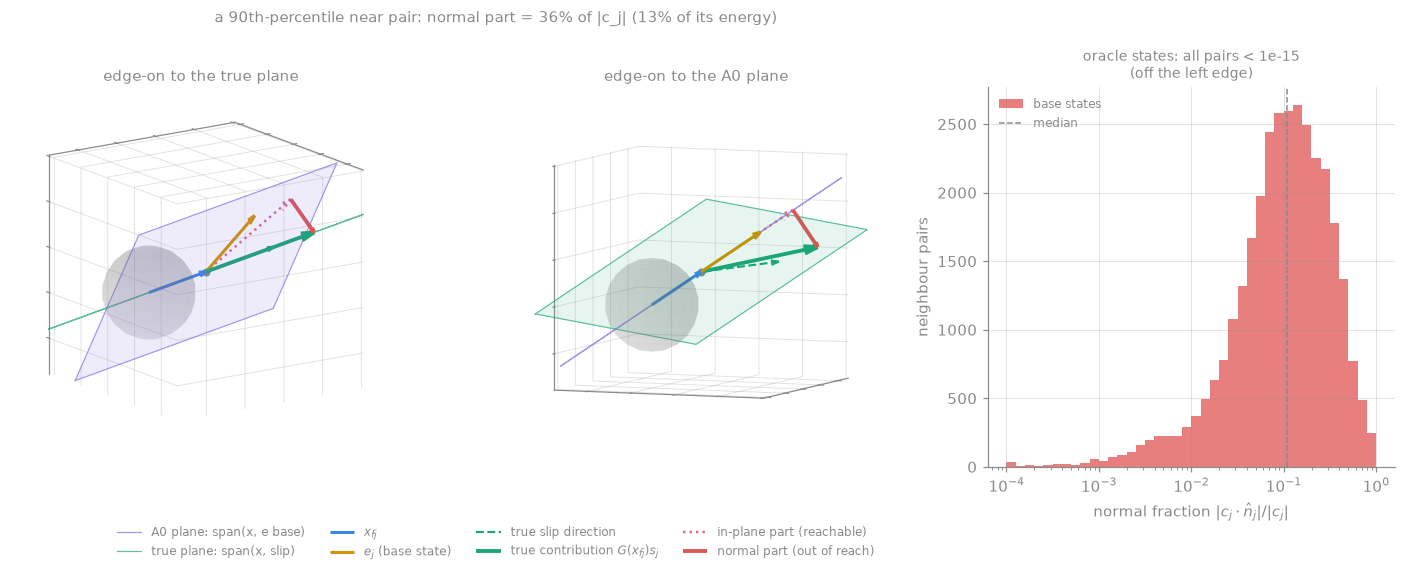 a 90th-percentile near pair: normal part = 36% of |c_j| (13% of its energy)
edge-on to the true plane
edge-on to the A0 plane
oracle states: all pairs < 1e-15
(off the left edge)
base states
median
2500
2000
1500
1000
500
0
neighbour pairs
10⁻⁴ 10⁻³ 10⁻² 10⁻¹ 10⁰
normal fraction |c_j · n̂_j|/|c_j|
A0 plane: span(x, e base)
true plane: span(x, slip)
x_{fj}
e_j (base state)
true slip direction
true contribution G(x_{fj})s_j
in-plane part (reachable)
normal part (out of reach)